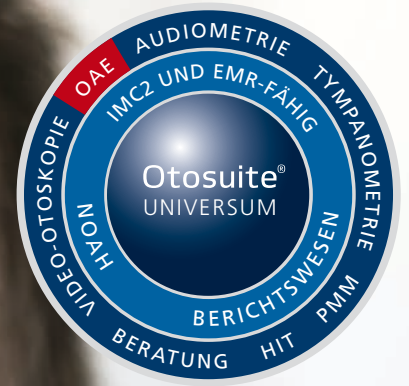 OAE
AUDIOMETRIE
TYMPANOMETRIE
PMM
HIT
BERATUNG
VIDEO-OTOSKOPIE
IMC2 UND EMR-FÄHIG
BERICHTSWESEN
NOAH
Otosuite®
UNIVERSUM